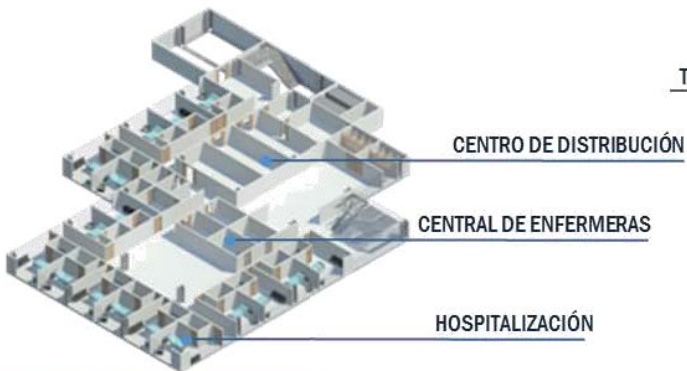 T
CENTRO DE DISTRIBUCIÓN
CENTRAL DE ENFERMERAS
HOSPITALIZACIÓN